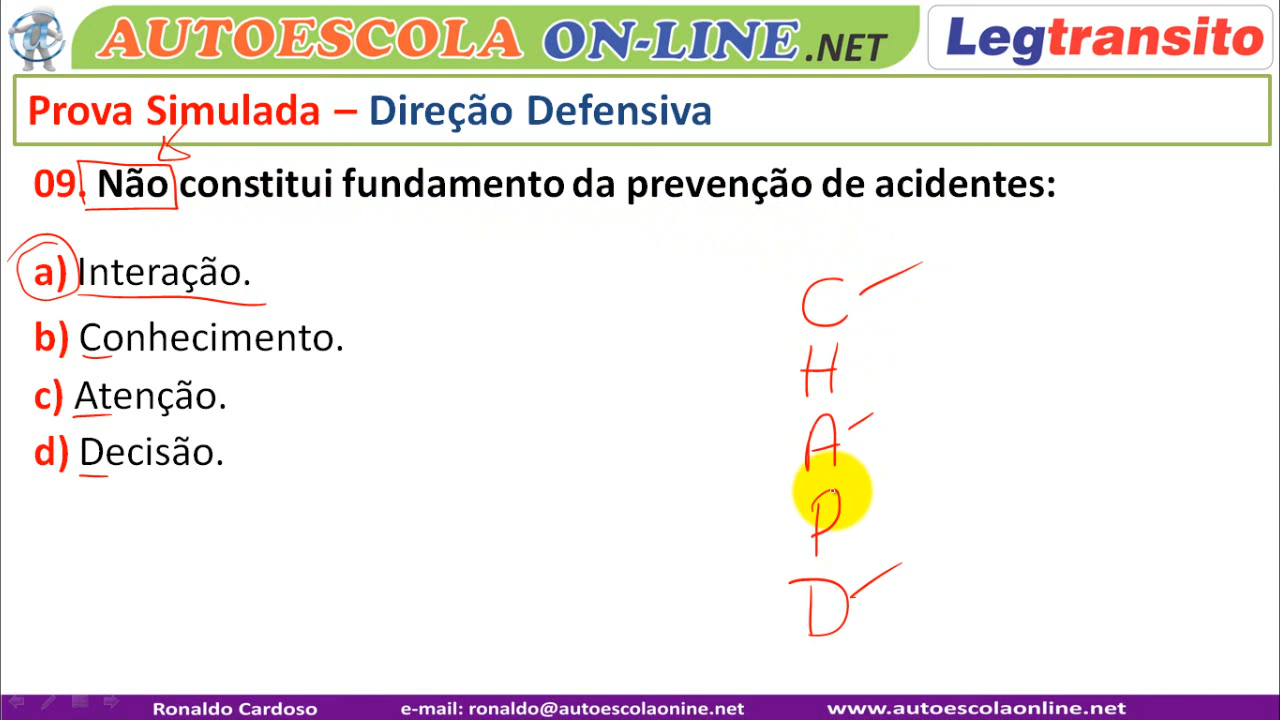 AUTOESCOLA ON-LINE.NET
Legtransito
Prova Simulada – Direção Defensiva
09. Não constitui fundamento da prevenção de acidentes:
a) Interação.
b) Conhecimento.
c) Atenção.
d) Decisão.
C
H
A
P
D
Ronaldo Cardoso e-mail: ronaldo@autoescolaonine.net www.autoescolaonline.net